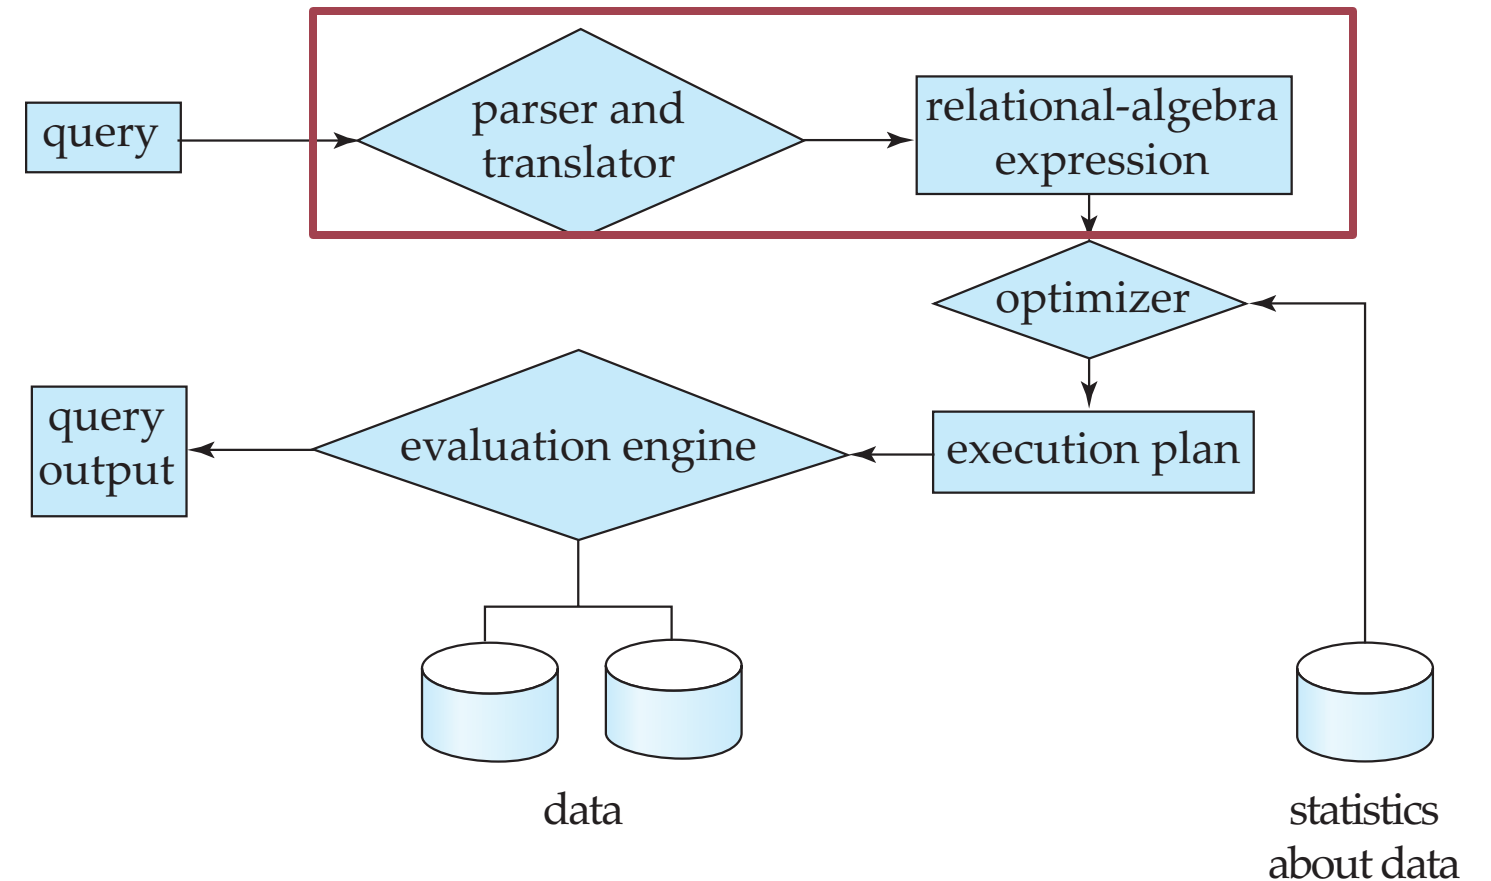 query
parser and
translator
relational-algebra
expression
optimizer
query
output
evaluation engine
execution plan
data
statistics
about data